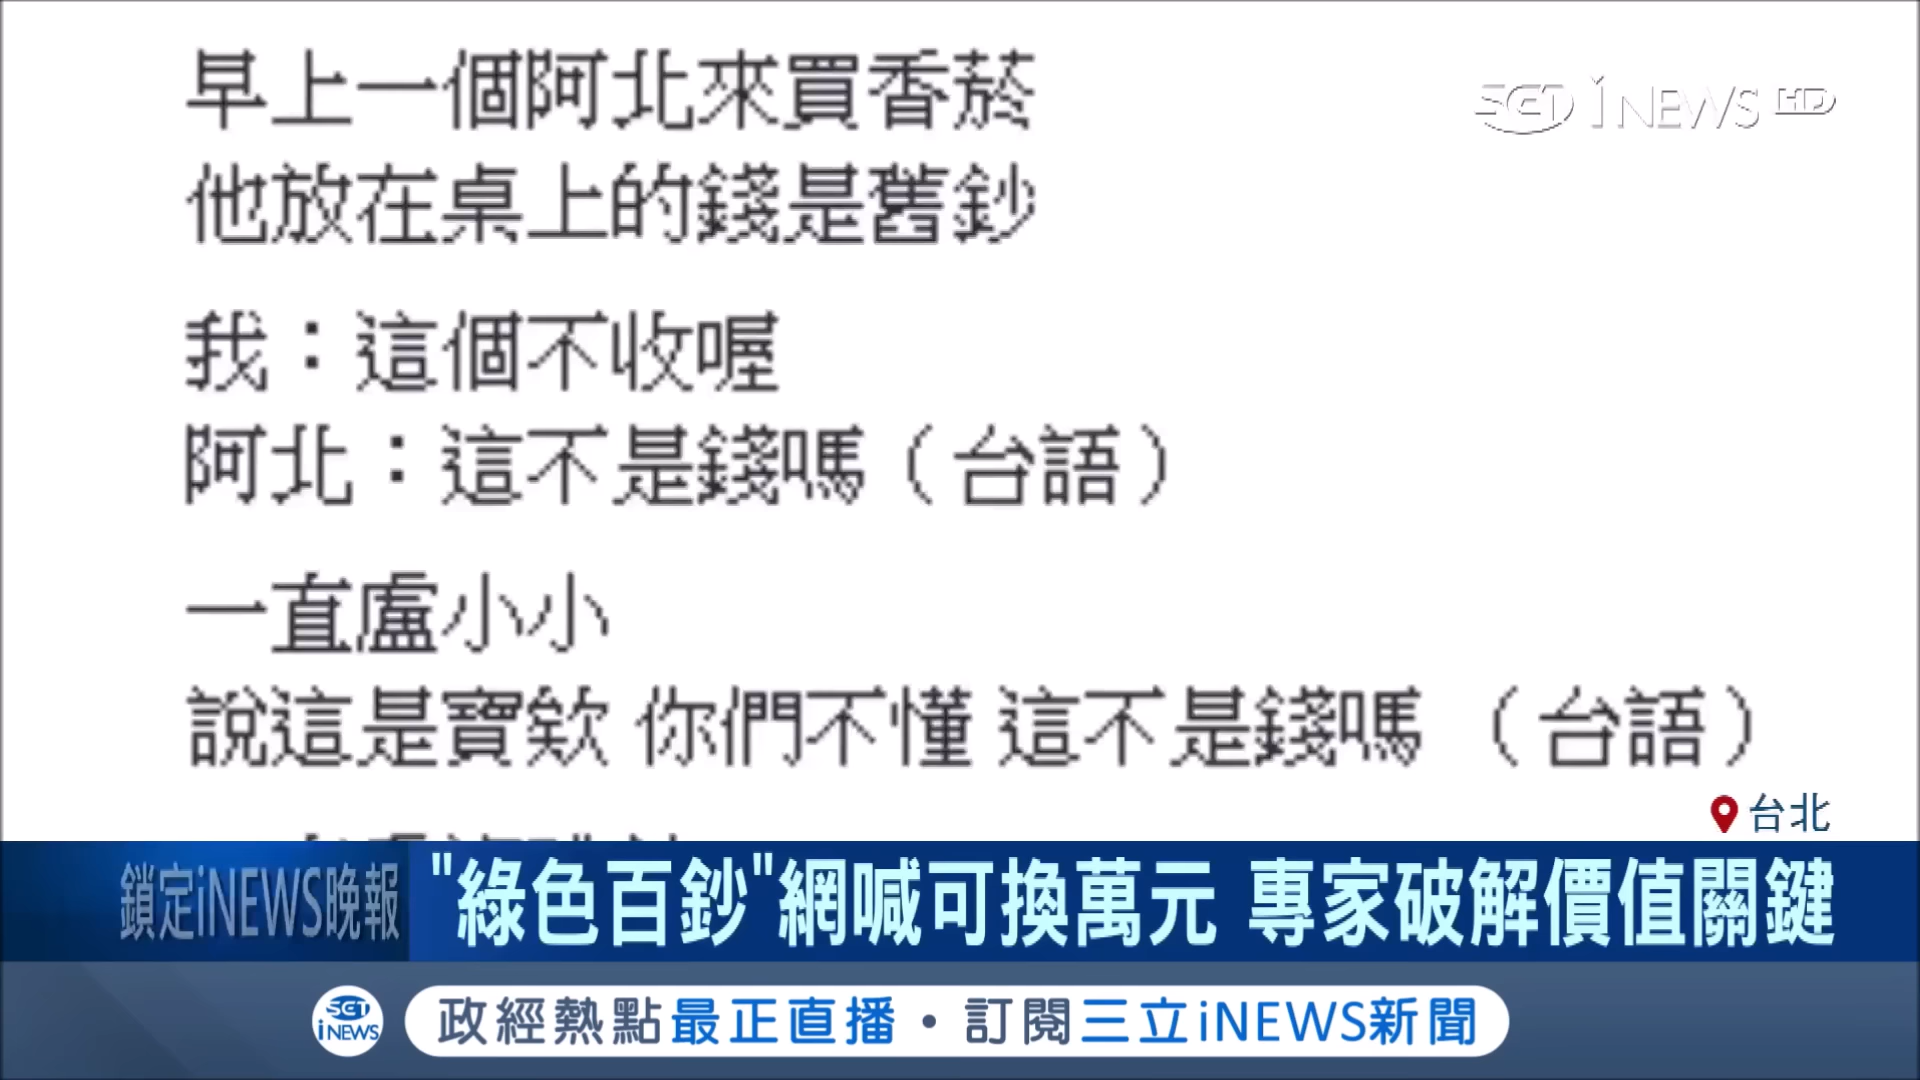 早上一個阿北來買香菸
SET iNEWS HD
他放在桌上的錢是舊鈔
我：這個不收喔
阿北：這不是錢嗎（台語）
一直盧小小
說這是寶欸 你們不懂 這不是錢嗎 （台語）
台北
鎖定iNEWS晚報
"綠色百鈔"網喊可換萬元 專家破解價值關鍵
SET iNEWS
政經熱點最正直播・訂閱三立iNEWS新聞